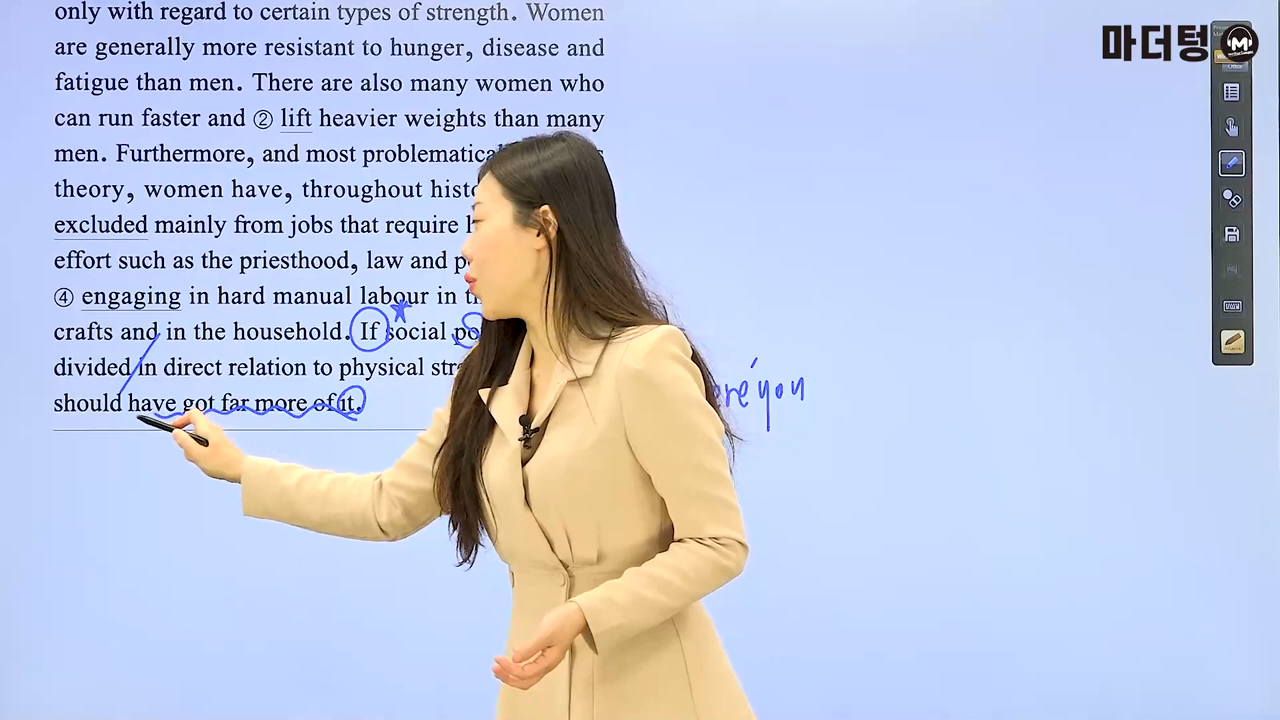 only with regard to certain types of strength. Women
are generally more resistant to hunger, disease and
fatigue than men. There are also many women who
can run faster and ② lift heavier weights than many
men. Furthermore, and most
theory, women have, throughout
excluded mainly from jobs that require
effort such as the priesthood, law and
④ engaging in hard manual labour in
crafts and in the household. If social
divided in direct relation to physical
should have got far more of it.
you
마더텅
M